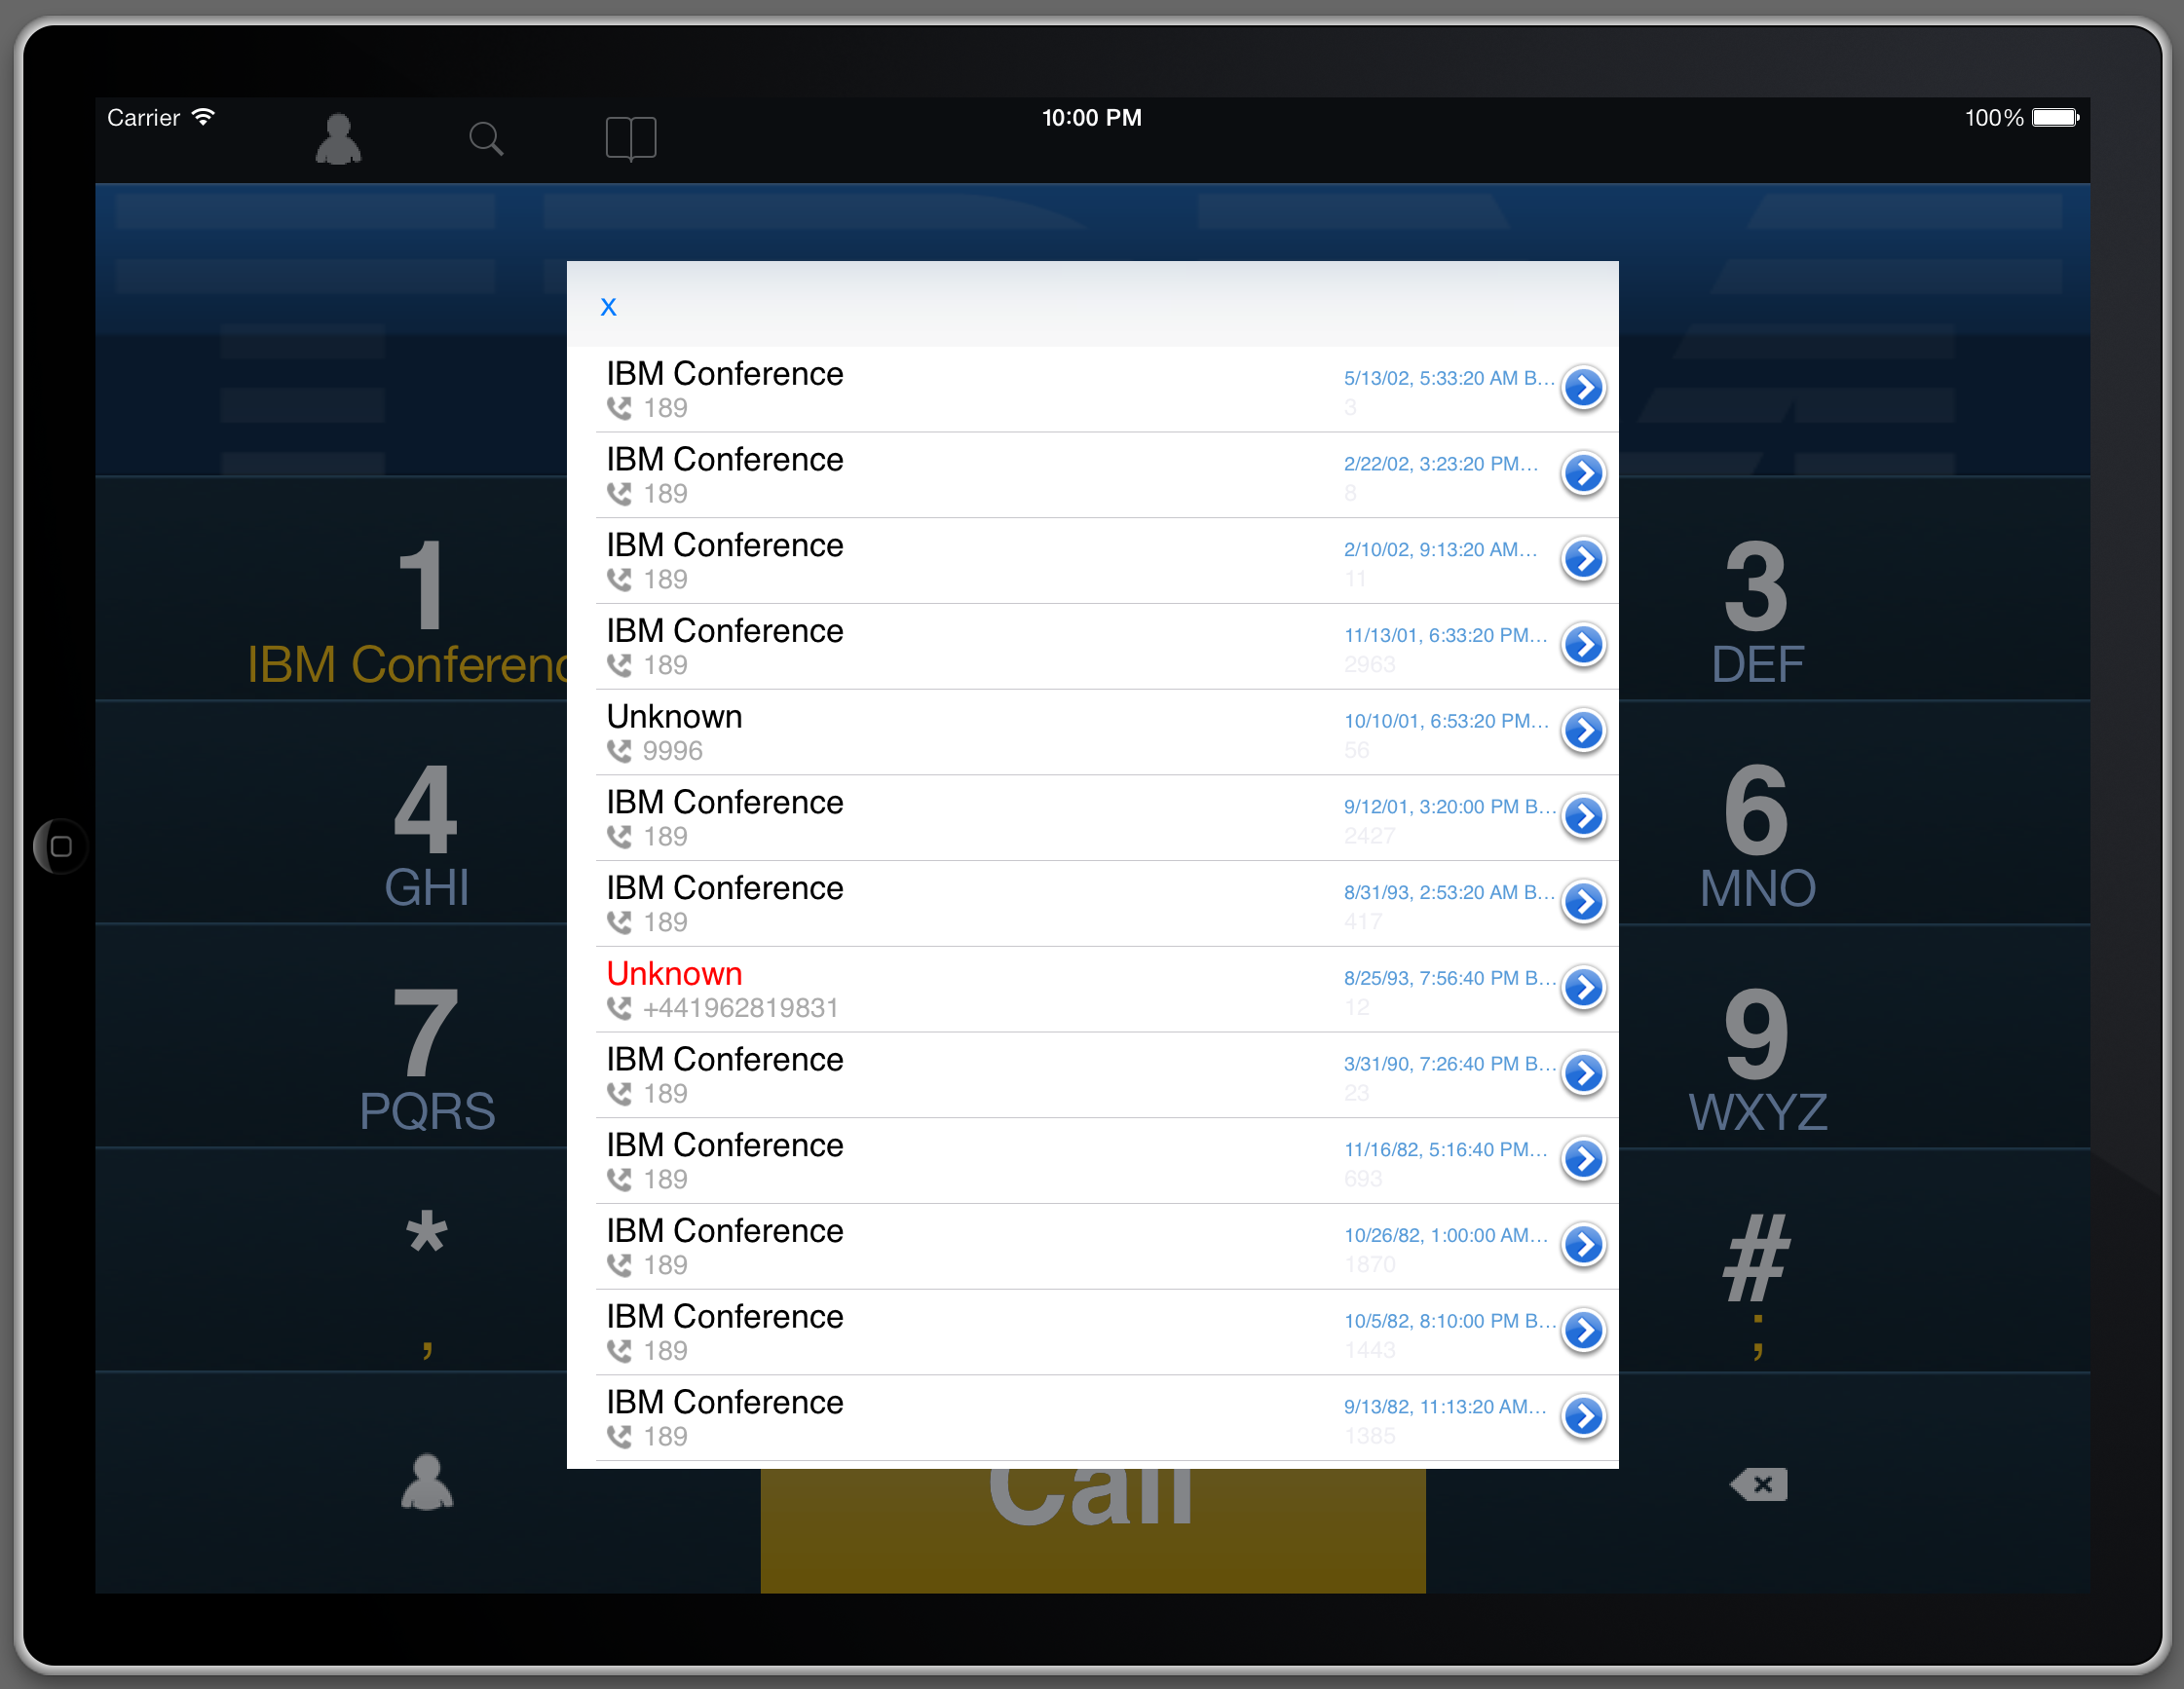 Carrier 10:00 PM 100%
x
IBM Conference 5/13/02, 5:33:20 AM B...
189 3
IBM Conference 2/22/02, 3:23:20 PM...
189 8
IBM Conference 2/10/02, 9:13:20 AM...
189 11
IBM Conference 11/13/01, 6:33:20 PM...
189 2963
Unknown 10/10/01, 6:53:20 PM...
9996 56
IBM Conference 9/12/01, 3:20:00 PM B...
189 2427
IBM Conference 8/31/93, 2:53:20 AM B...
189 417
Unknown 8/25/93, 7:56:40 PM B...
+441962819831 12
IBM Conference 3/31/90, 7:26:40 PM B...
189 23
IBM Conference 11/16/82, 5:16:40 PM...
189 693
IBM Conference 10/26/82, 1:00:00 AM...
189 1870
IBM Conference 10/5/82, 8:10:00 PM B...
189 1443
IBM Conference 9/13/82, 11:13:20 AM...
189 1385
1 3
IBM Conferenc DEF
4 6
GHI MNO
7 9
PQRS WXYZ
* #
, ;
Call